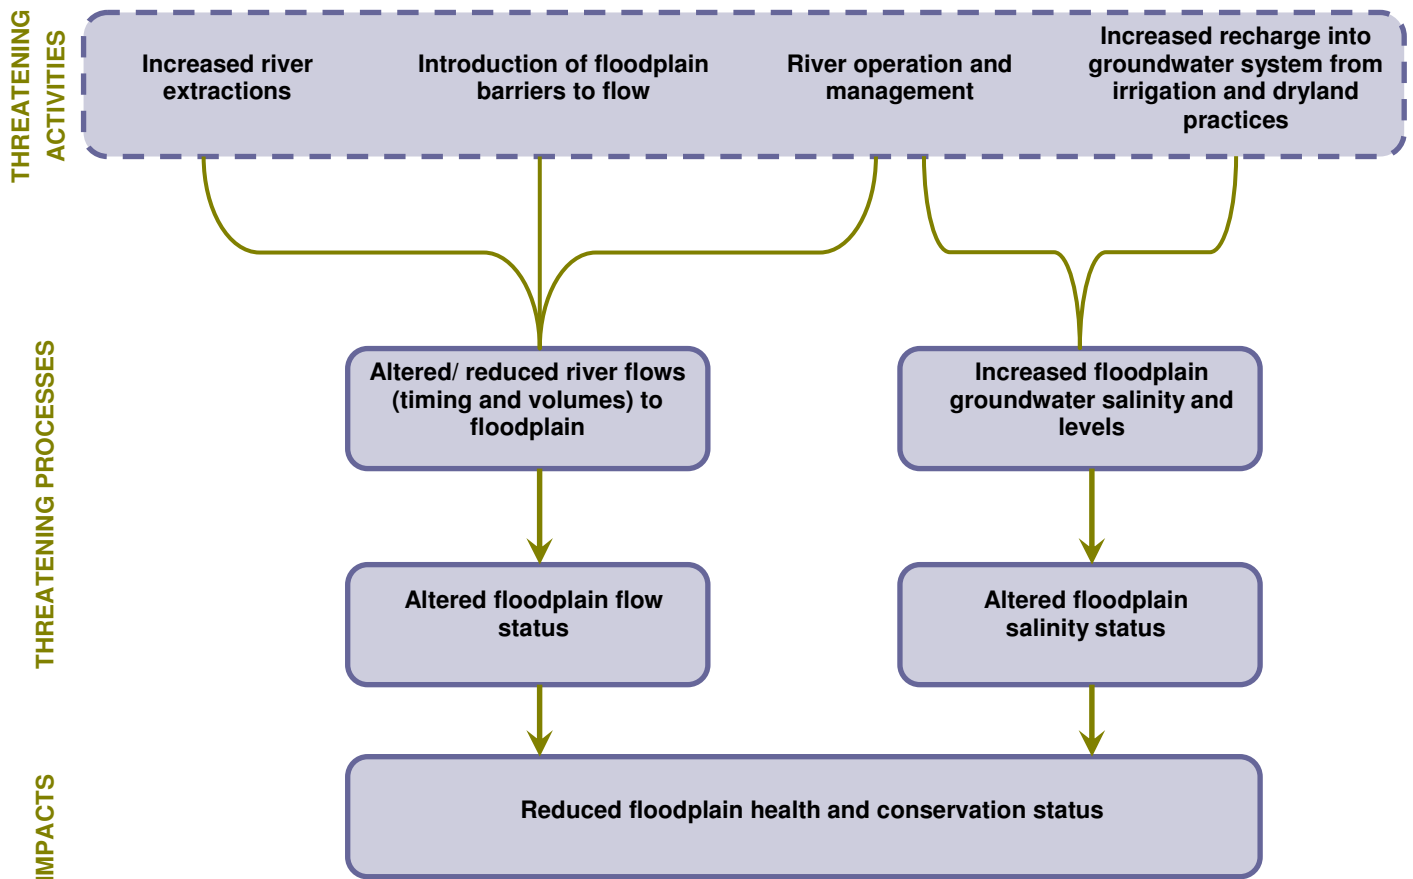 THREATENING
ACTIVITIES
Increased river
extractions
Introduction of floodplain
barriers to flow
River operation and
management
Increased recharge into
groundwater system from
irrigation and dryland
practices
THREATENING PROCESSES
Altered/ reduced river flows
(timing and volumes) to
floodplain
Increased floodplain
groundwater salinity and
levels
Altered floodplain flow
status
Altered floodplain
salinity status
IMPACTS
Reduced floodplain health and conservation status